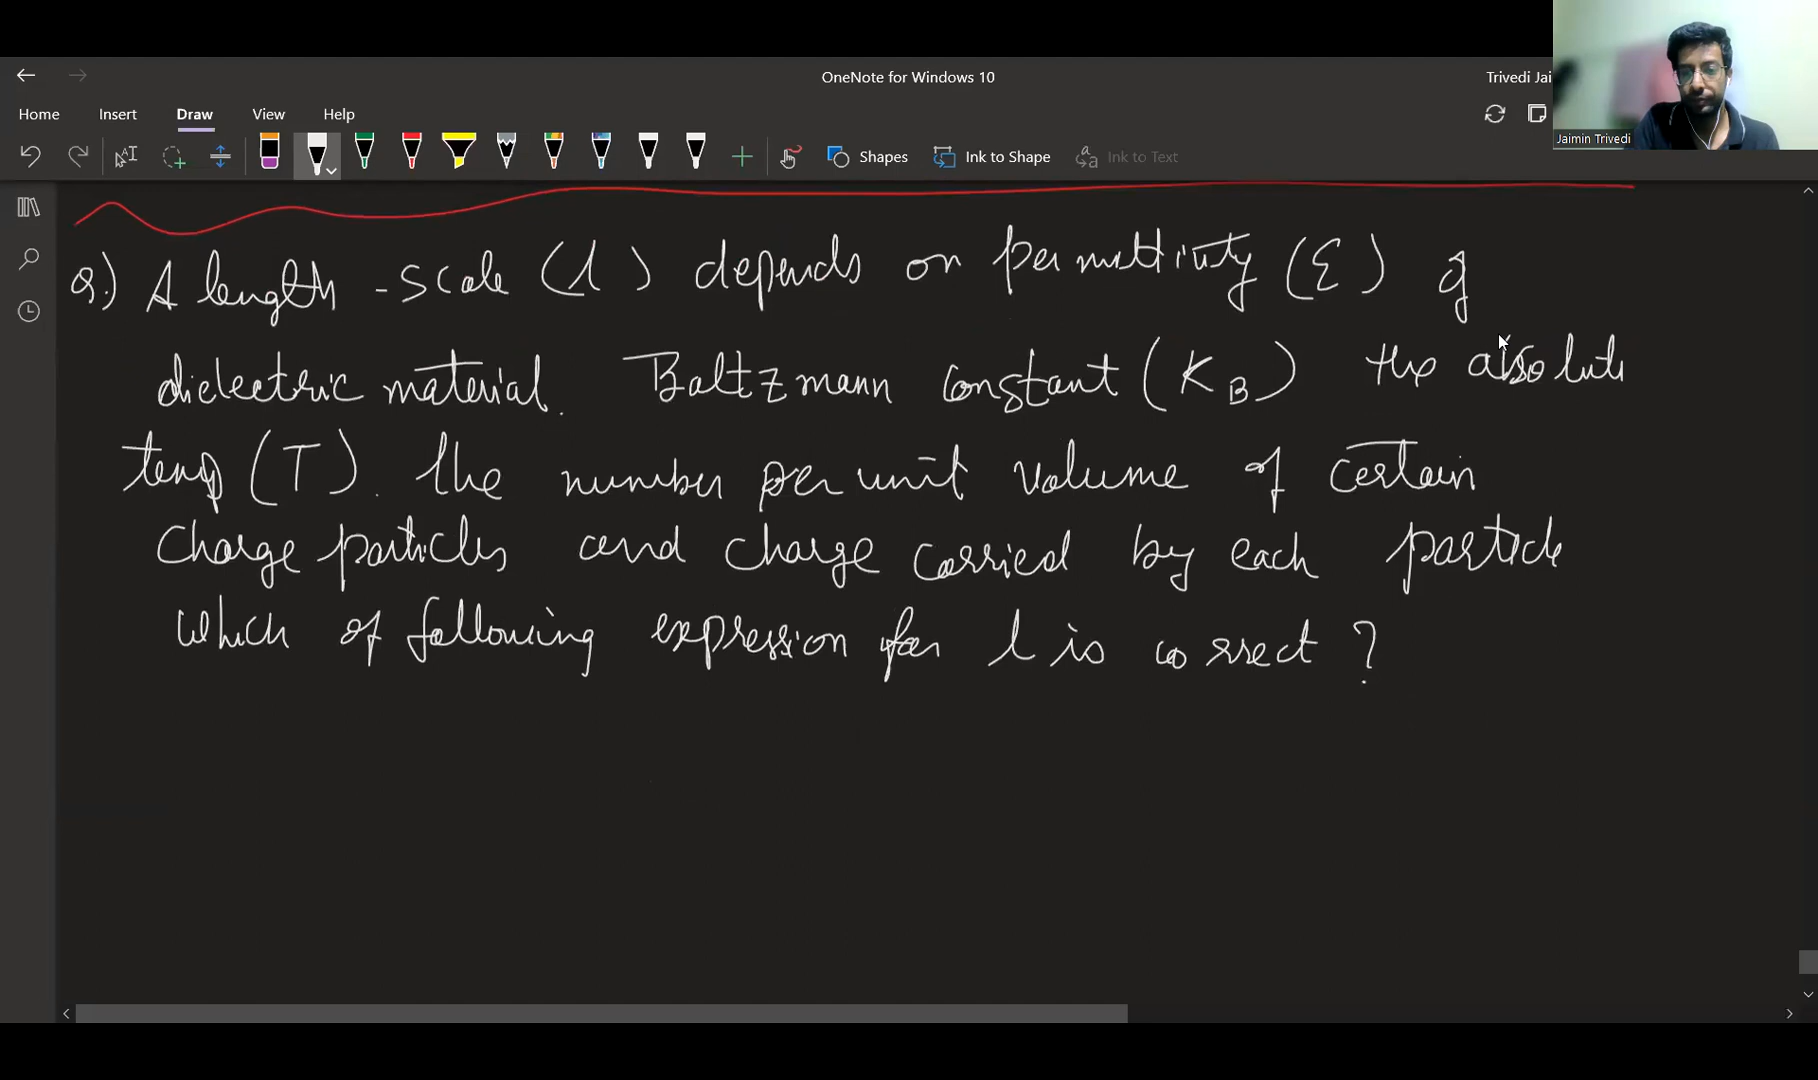 OneNote for Windows 10
Trivedi Jai
Jaimin Trivedi
Home Insert Draw View Help
Shapes Ink to Shape Ink to Text
Q.) A length - scale (l) depends on permittivity (ε) of
dielectric material. Boltzmann constant (KB) the absolute
temp (T). the number per unit volume of certain
charge particles and charge carried by each particle
which of following expression for l is correct ?